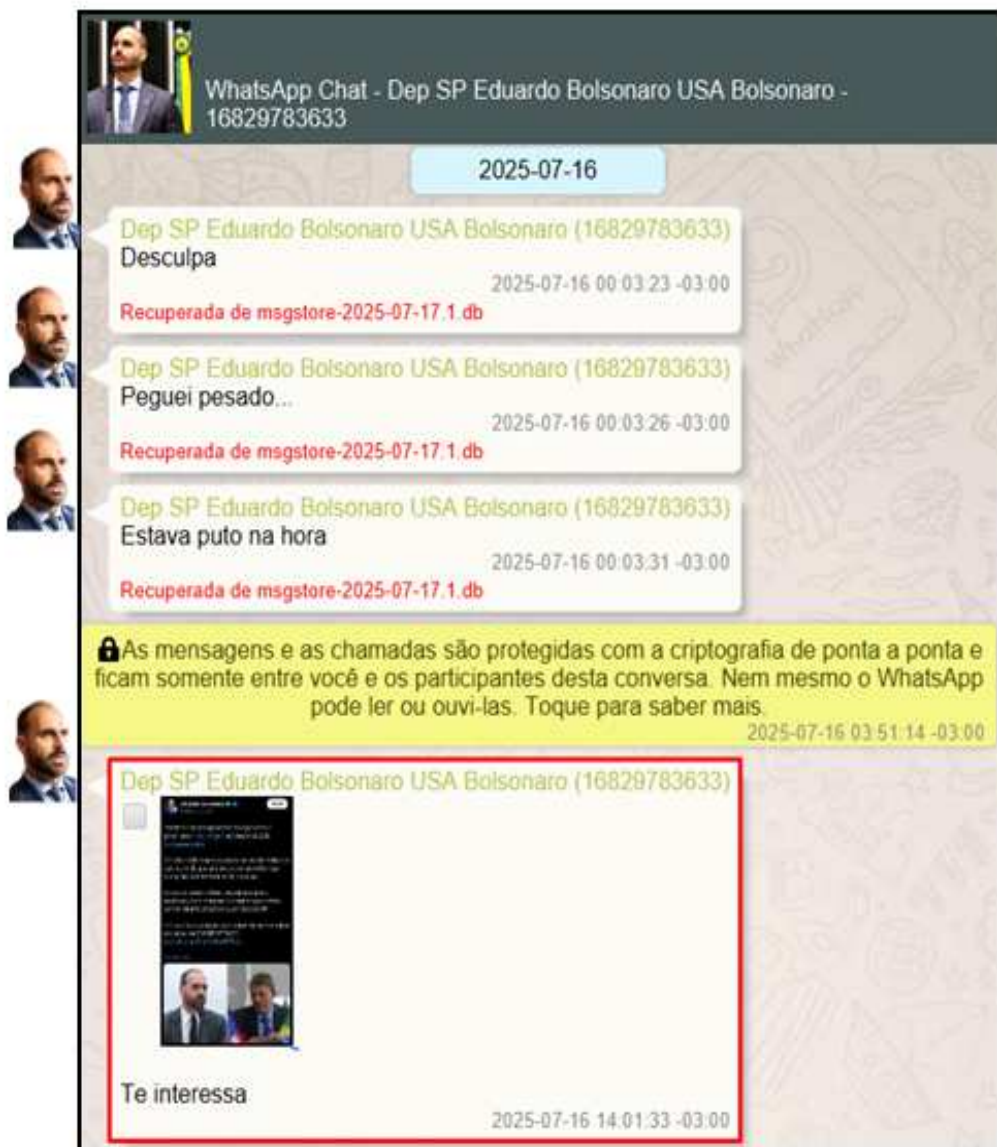 WhatsApp Chat - Dep SP Eduardo Bolsonaro USA Bolsonaro -
16829783633
2025-07-16
Dep SP Eduardo Bolsonaro USA Bolsonaro (16829783633)
Desculpa
2025-07-16 00:03:23 -03:00
Recuperada de msgstore-2025-07-17.1.db
Dep SP Eduardo Bolsonaro USA Bolsonaro (16829783633)
Peguei pesado...
2025-07-16 00:03:26 -03:00
Recuperada de msgstore-2025-07-17.1.db
Dep SP Eduardo Bolsonaro USA Bolsonaro (16829783633)
Estava puto na hora
2025-07-16 00:03:31 -03:00
Recuperada de msgstore-2025-07-17.1.db
As mensagens e as chamadas são protegidas com a criptografia de ponta a ponta e
ficam somente entre você e os participantes desta conversa. Nem mesmo o WhatsApp
pode ler ou ouvi-las. Toque para saber mais.
2025-07-16 03:51:14 -03:00
Dep SP Eduardo Bolsonaro USA Bolsonaro (16829783633)
Te interessa
2025-07-16 14:01:33 -03:00